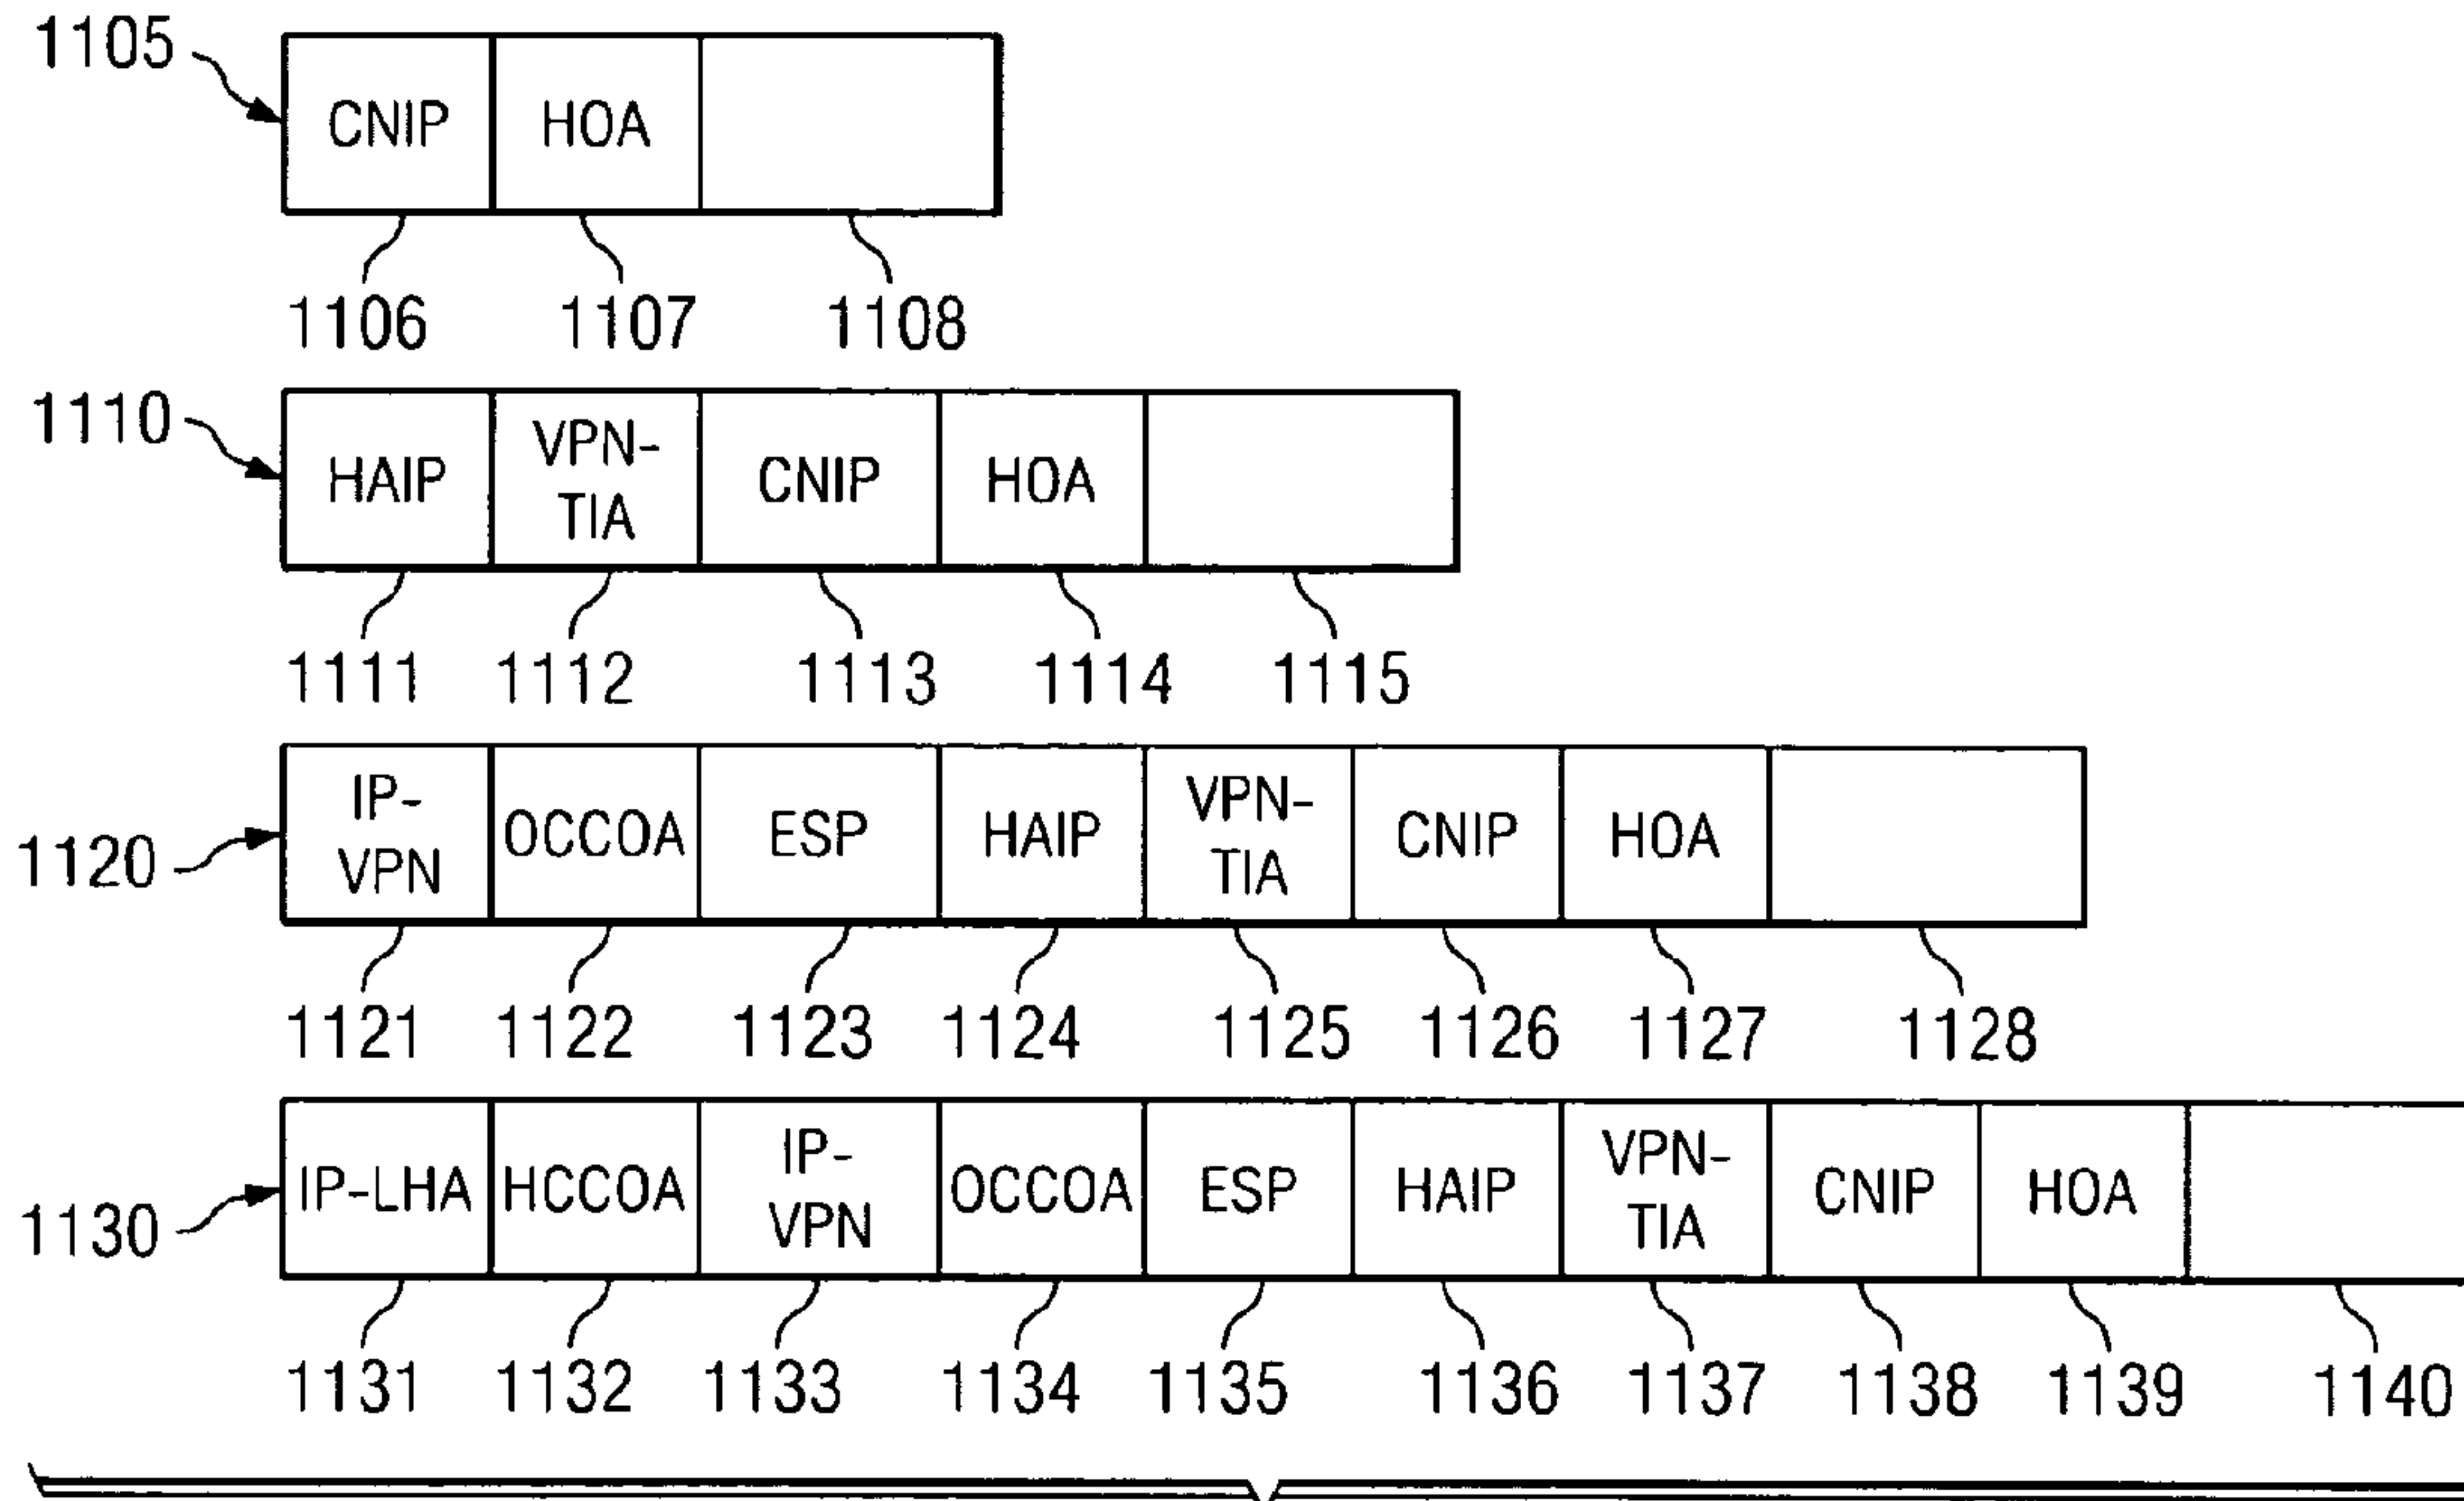 1105
CNIP HOA
1106 1107 1108
1110
HAIP VPN- CNIP HOA
TIA
1111 1112 1113 1114 1115
1120
IP- OCCOA ESP HAIP VPN- CNIP HOA
VPN TIA
1121 1122 1123 1124 1125 1126 1127 1128
1130
IP-LHA HCCOA IP- OCCOA ESP HAIP VPN- CNIP HOA
VPN TIA
1131 1132 1133 1134 1135 1136 1137 1138 1139 1140